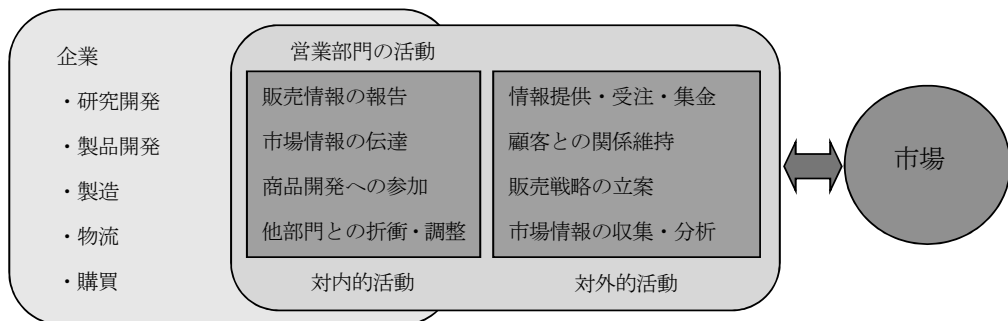 企業
・研究開発
・製品開発
・製造
・物流
・購買
営業部門の活動
販売情報の報告
市場情報の伝達
商品開発への参加
他部門との折衝・調整
対内的活動
情報提供・受注・集金
顧客との関係維持
販売戦略の立案
市場情報の収集・分析
対外的活動
市場